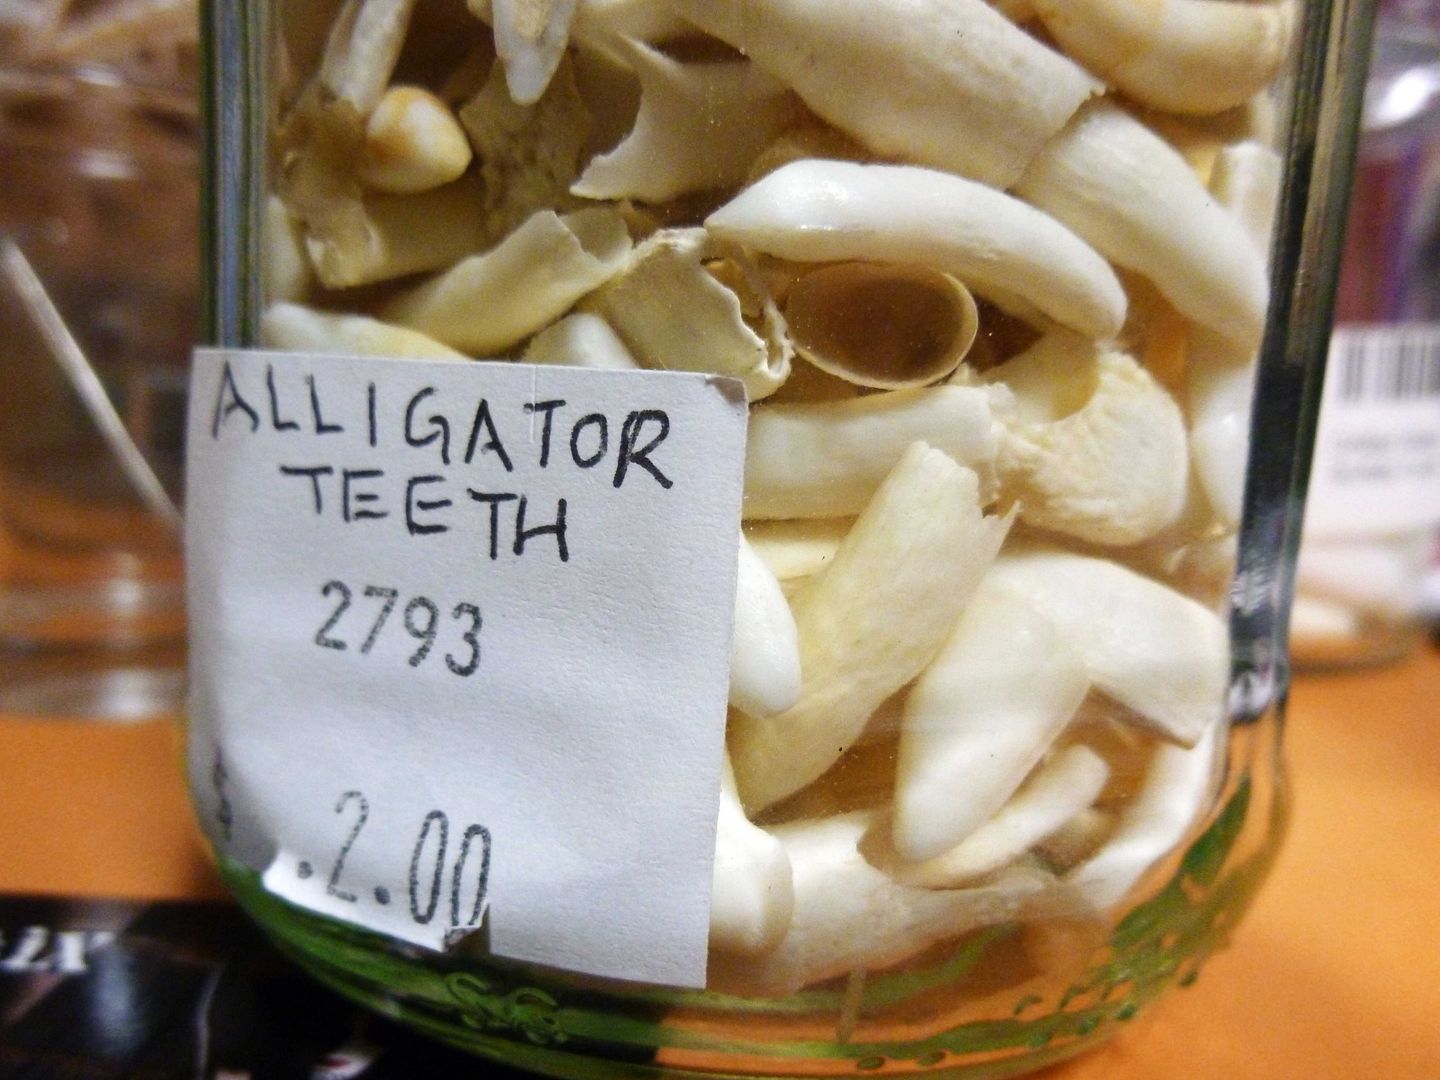 ALLIGATOR
TEETH
2793
$ .2.00